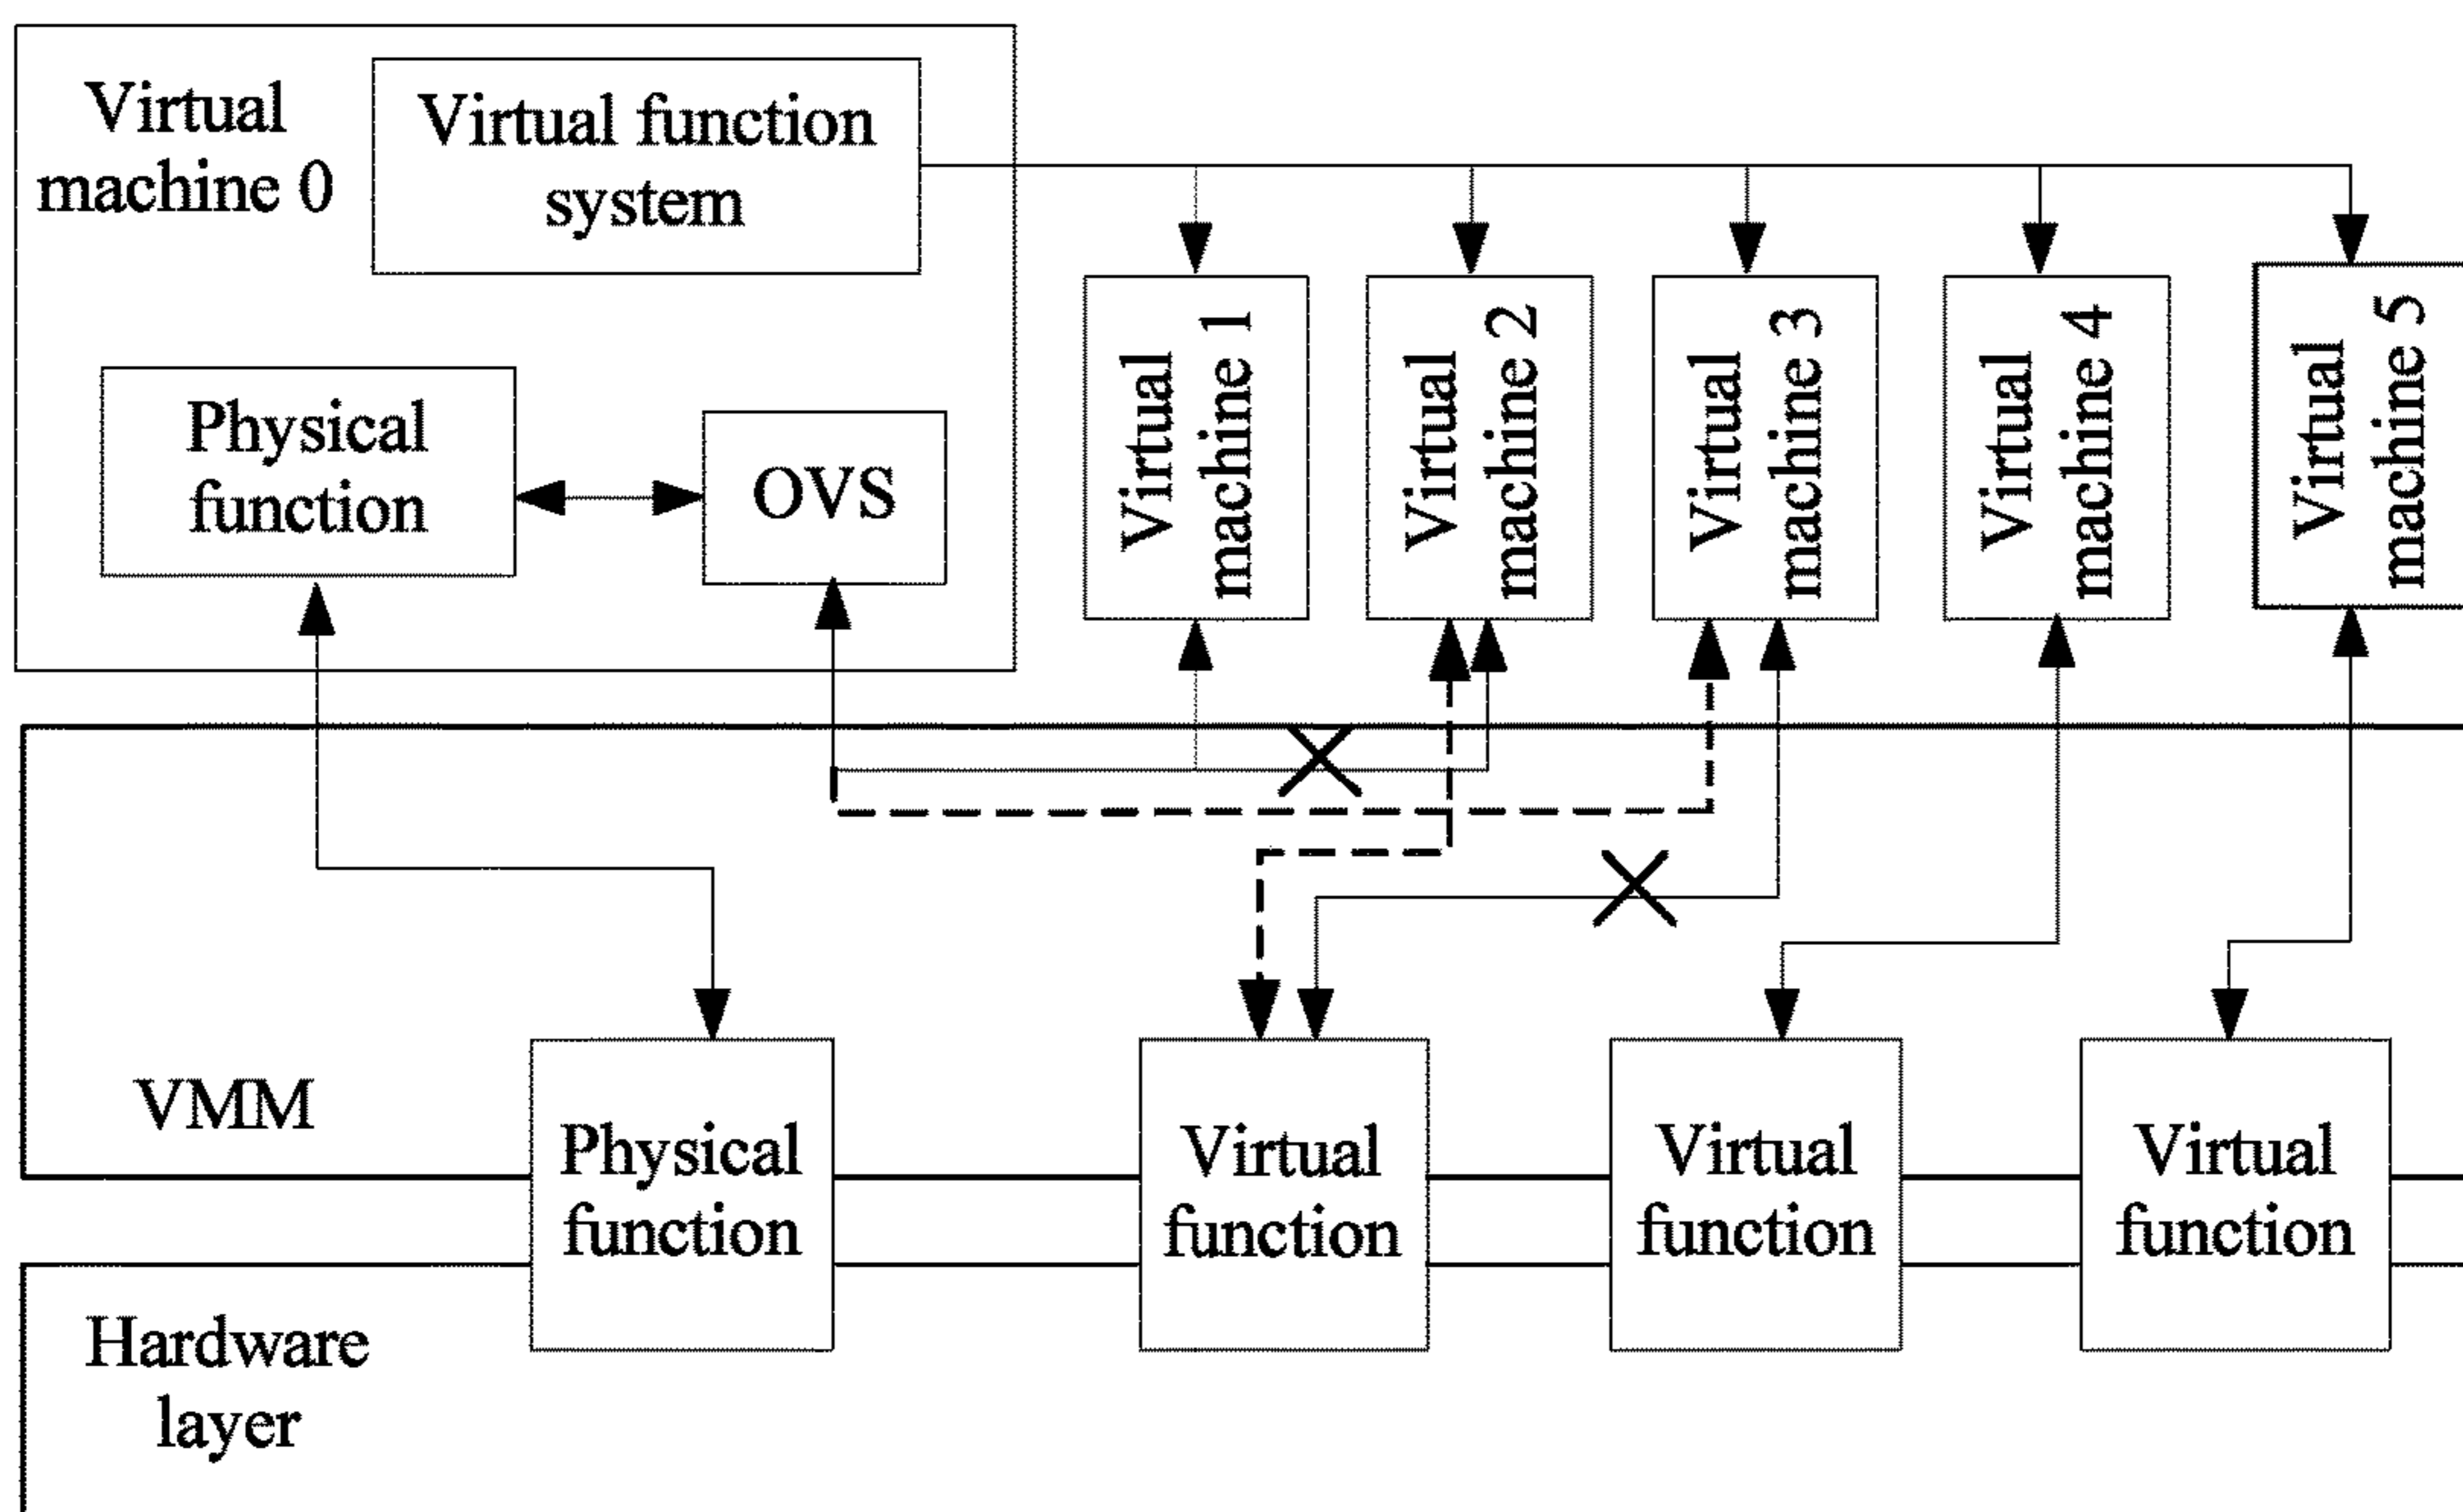 Virtual
machine 0
Virtual function
system
Physical
function
OVS
Virtual
machine 1
Virtual
machine 2
Virtual
machine 3
Virtual
machine 4
Virtual
machine 5
VMM
Physical
function
Virtual
function
Virtual
function
Virtual
function
Hardware
layer